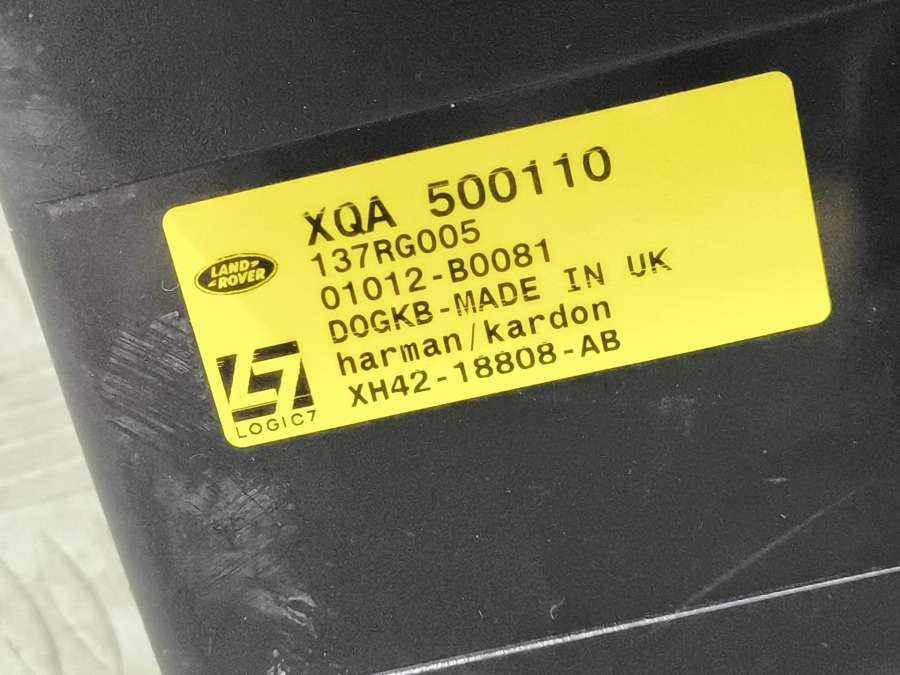 XQA 500110
137RG005
01012-B0081
DOGKB-MADE IN UK
harman/kardon
XH42-18808-AB
LAND-
-ROVER
LOGIC7